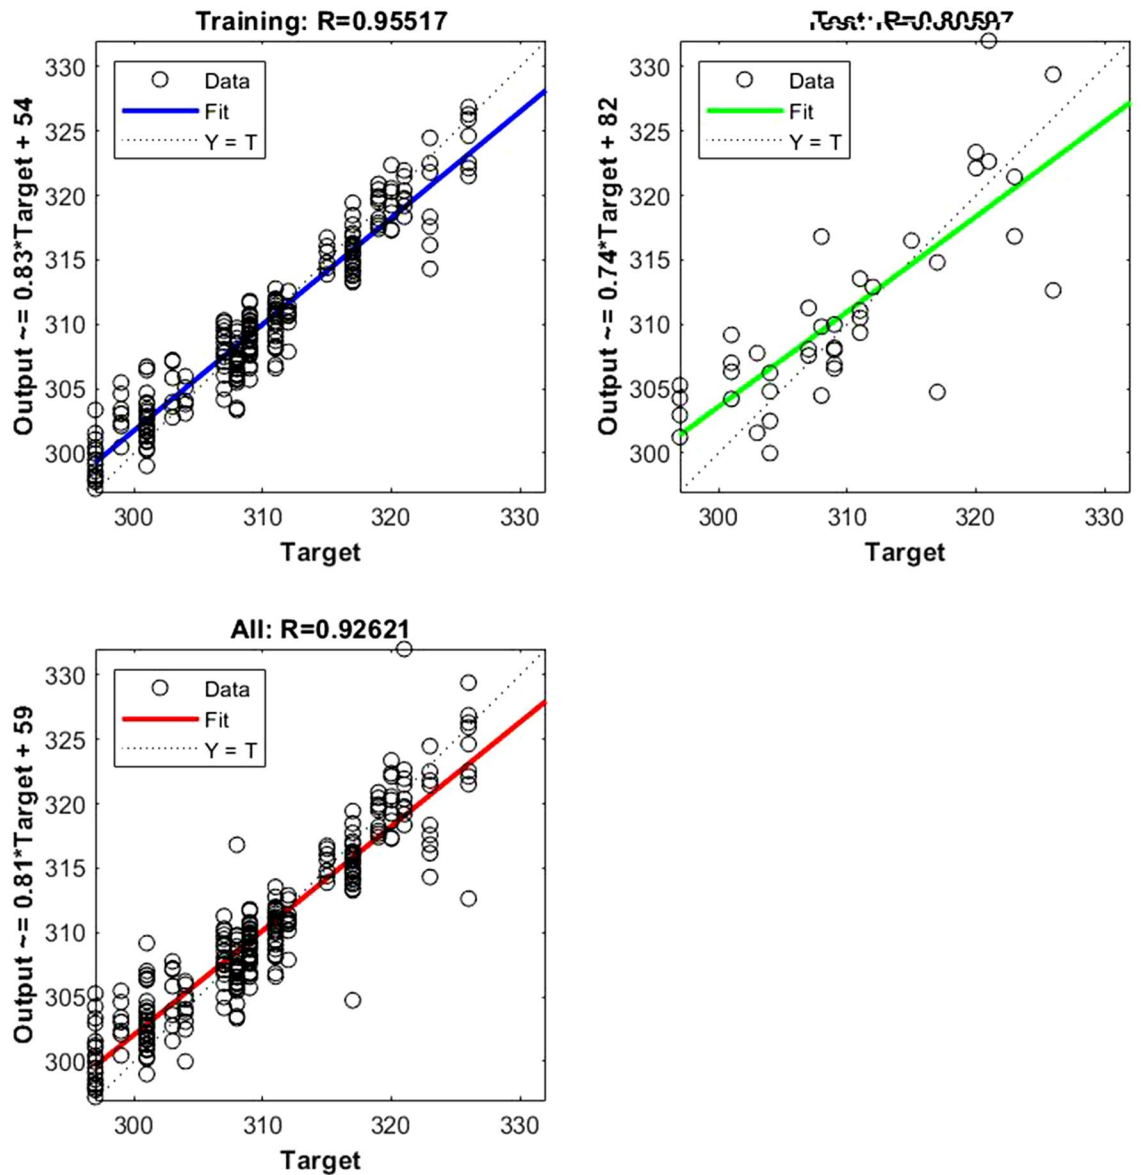 Training: R=0.95517
Output ~= 0.83*Target + 54
Data
Fit
Y = T
330
325
320
315
310
305
300
300 310 320 330
Target
Test: R=0.80597
Output ~= 0.74*Target + 82
Data
Fit
Y = T
330
325
320
315
310
305
300
300 310 320 330
Target
All: R=0.92621
Output ~= 0.81*Target + 59
Data
Fit
Y = T
330
325
320
315
310
305
300
300 310 320 330
Target